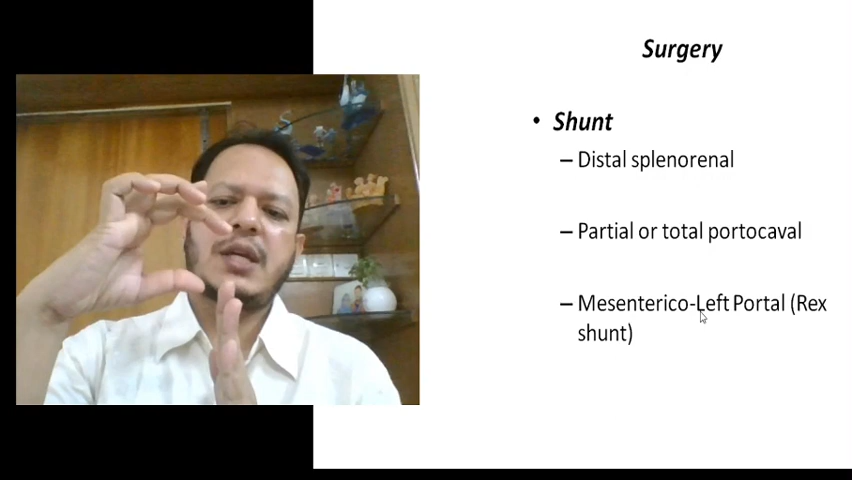 Surgery
• Shunt
– Distal splenorenal
– Partial or total portocaval
– Mesenterico-Left Portal (Rex
shunt)